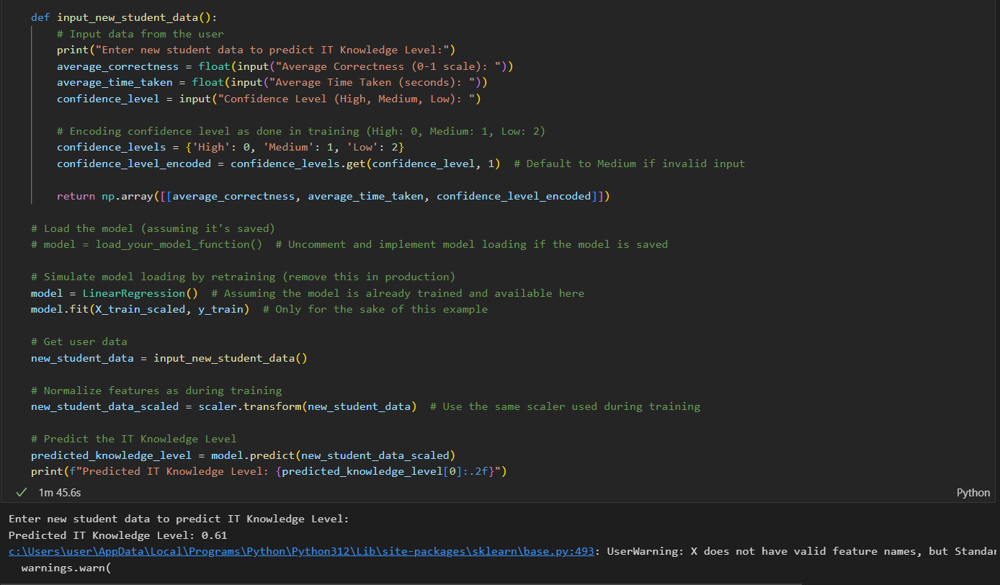 def input_new_student_data():
# Input data from the user
print("Enter new student data to predict IT Knowledge Level:")
average_correctness = float(input("Average Correctness (0-1 scale): "))
average_time_taken = float(input("Average Time Taken (seconds): "))
confidence_level = input("Confidence Level (High, Medium, Low): ")
# Encoding confidence level as done in training (High: 0, Medium: 1, Low: 2)
confidence_levels = {'High': 0, 'Medium': 1, 'Low': 2}
confidence_level_encoded = confidence_levels.get(confidence_level, 1)  # Default to Medium if invalid input
return np.array([[average_correctness, average_time_taken, confidence_level_encoded]])
# Load the model (assuming it's saved)
# model = load_your_model_function()  # Uncomment and implement model loading if the model is saved
# Simulate model loading by retraining (remove this in production)
model = LinearRegression()  # Assuming the model is already trained and available here
model.fit(X_train_scaled, y_train)  # Only for the sake of this example
# Get user data
new_student_data = input_new_student_data()
# Normalize features as during training
new_student_data_scaled = scaler.transform(new_student_data)  # Use the same scaler used during training
# Predict the IT Knowledge Level
predicted_knowledge_level = model.predict(new_student_data_scaled)
print(f"Predicted IT Knowledge Level: {predicted_knowledge_level[0]:.2f}")
1m 45.6s
Python
Enter new student data to predict IT Knowledge Level:
Predicted IT Knowledge Level: 0.61
c:\Users\user\AppData\Local\Programs\Python\Python312\Lib\site-packages\sklearn\base.py:493: UserWarning: X does not have valid feature names, but Standar
warnings.warn(